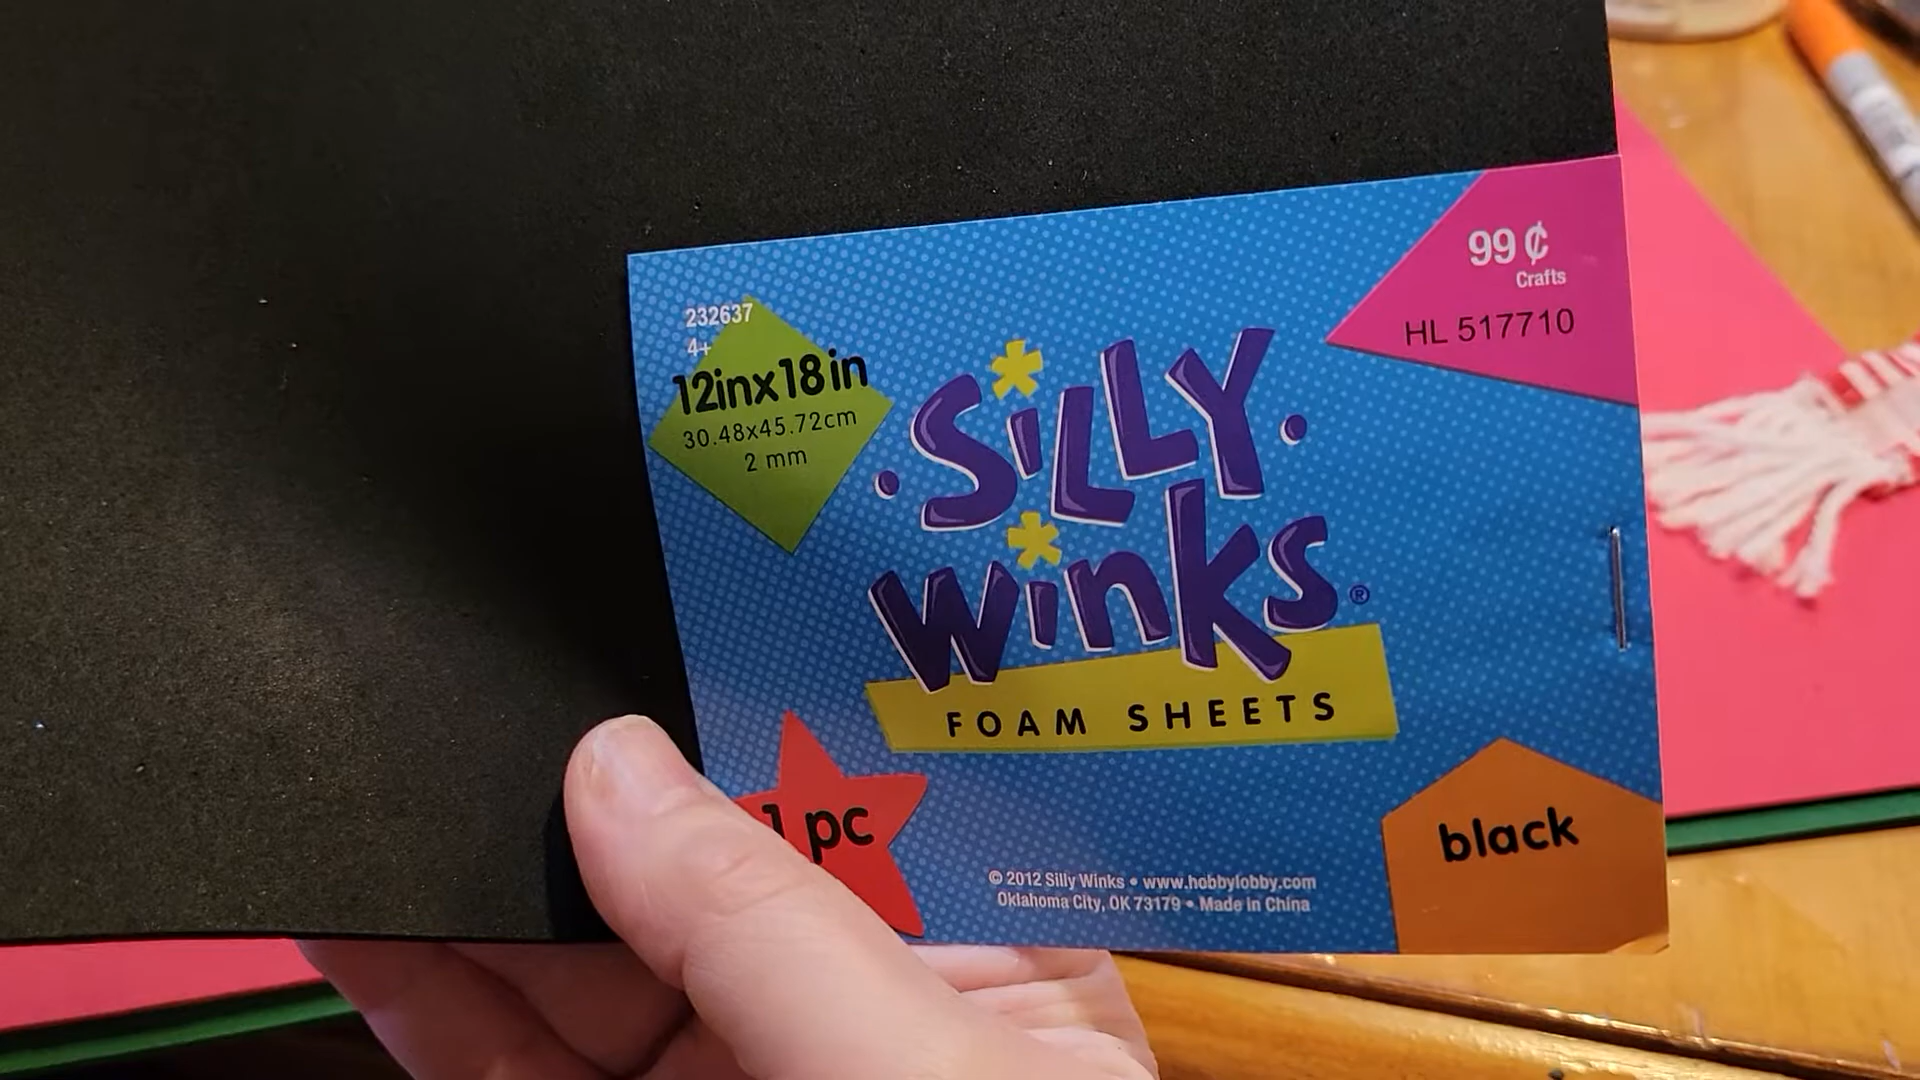 99¢
Crafts
HL 517710
232637
4+
12inx18in
30.48x45.72cm
2 mm
SiLLY
winks®
FOAM SHEETS
1 pc
black
© 2012 Silly Winks • www.hobbylobby.com
Oklahoma City, OK 73179 • Made in China